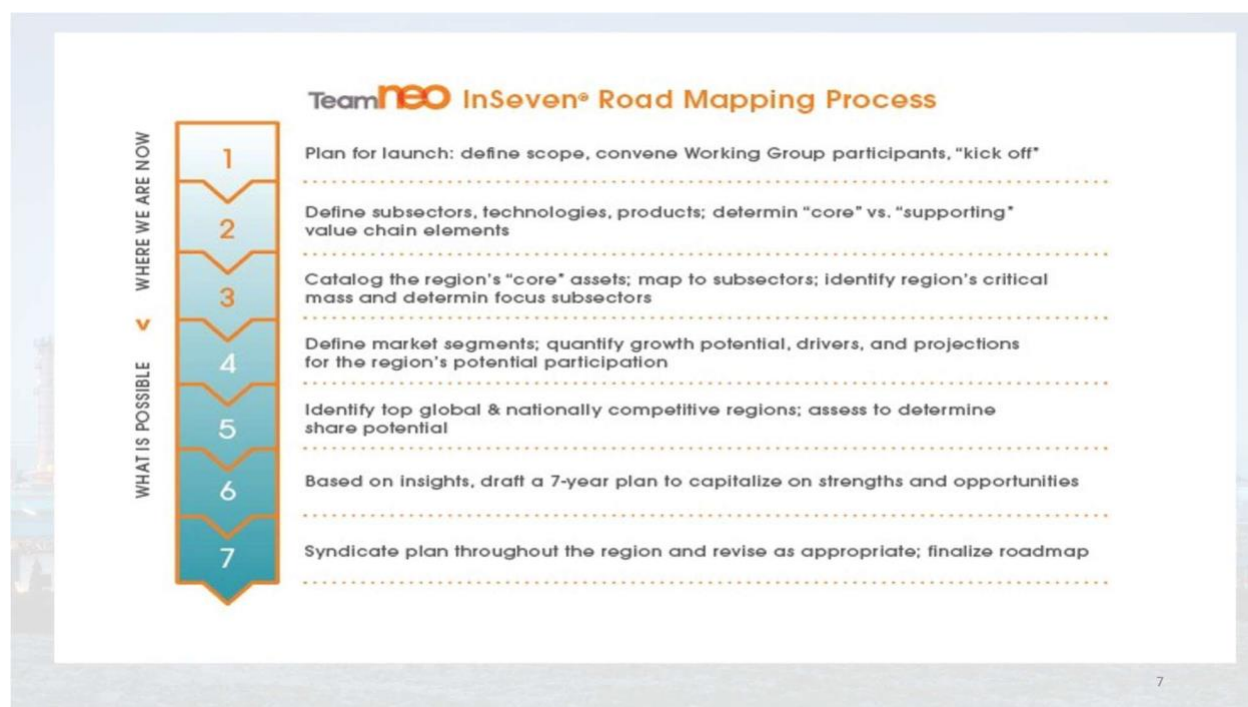 Team neo InSeven® Road Mapping Process
WHERE WE ARE NOW
>
WHAT IS POSSIBLE
1
Plan for launch: define scope, convene Working Group participants, "kick off"
2
Define subsectors, technologies, products; determin "core" vs. "supporting"
value chain elements
3
Catalog the region's "core" assets; map to subsectors; identify region's critical
mass and determin focus subsectors
4
Define market segments; quantify growth potential, drivers, and projections
for the region's potential participation
5
Identify top global & nationally competitive regions; assess to determine
share potential
6
Based on insights, draft a 7-year plan to capitalize on strengths and opportunities
7
Syndicate plan throughout the region and revise as appropriate; finalize roadmap
7